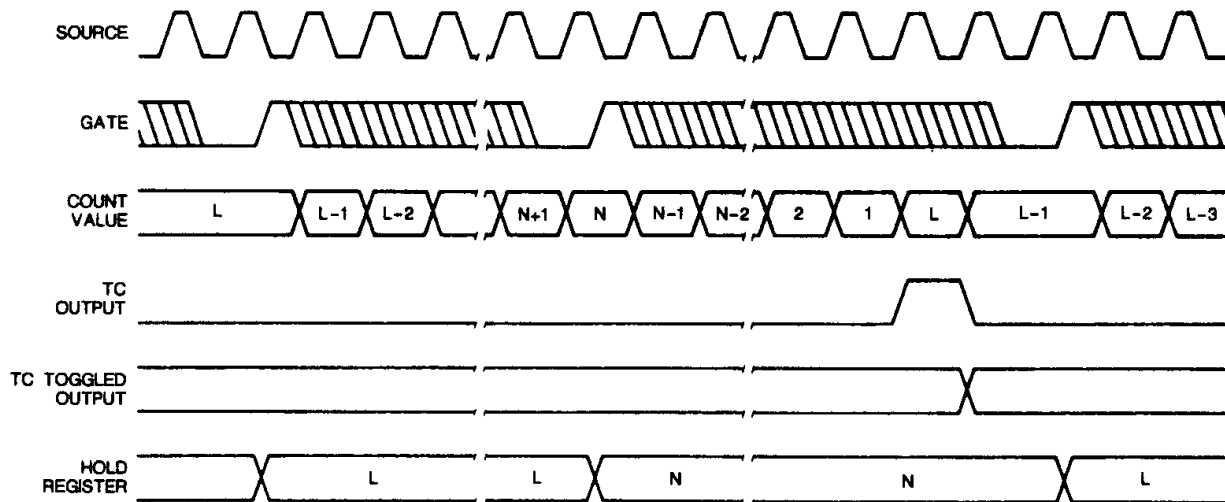 SOURCE
GATE
COUNT
VALUE
L
L-1
L-2
N+1
N
N-1
N-2
2
1
L
L-1
L-2
L-3
TC
OUTPUT
TC TOGGLED
OUTPUT
HOLD
REGISTER
L
L
N
N
L